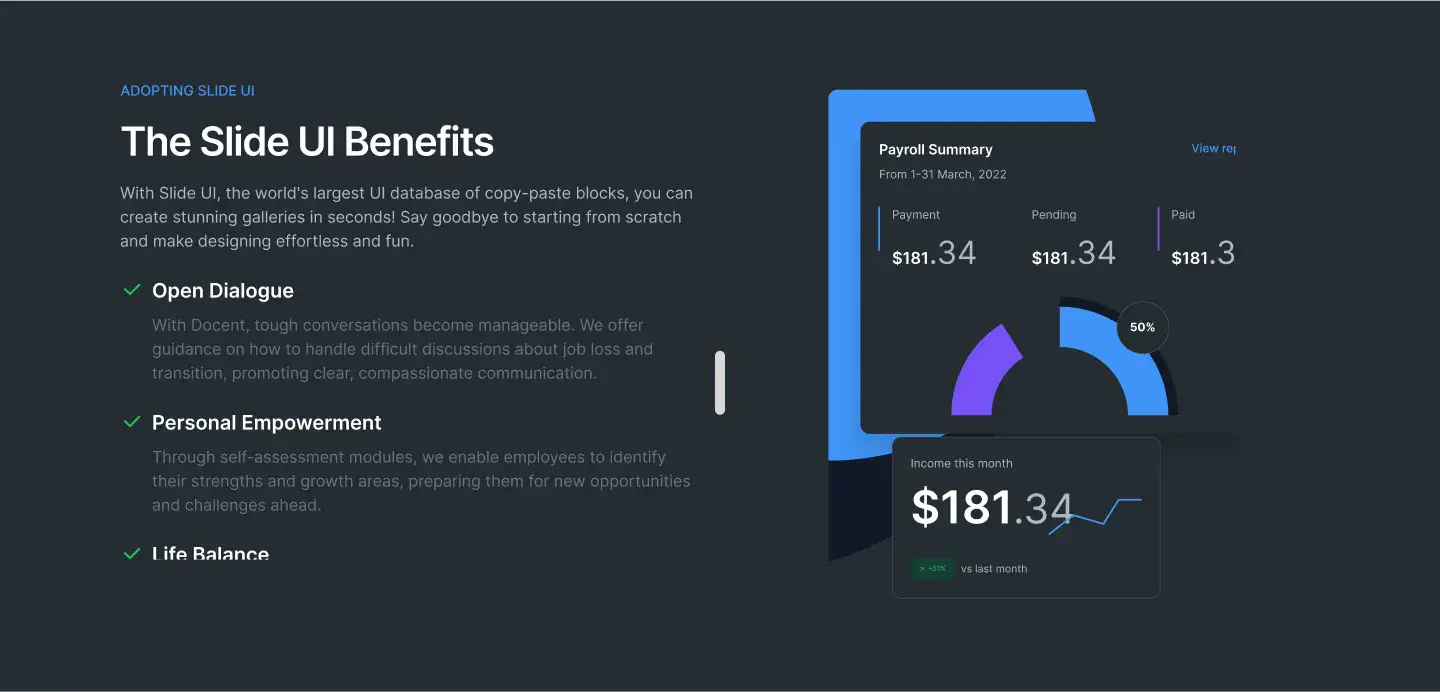 ADOPTING SLIDE UI
The Slide UI Benefits
With Slide UI, the world's largest UI database of copy-paste blocks, you can
create stunning galleries in seconds! Say goodbye to starting from scratch
and make designing effortless and fun.
Open Dialogue
With Docent, tough conversations become manageable. We offer
guidance on how to handle difficult discussions about job loss and
transition, promoting clear, compassionate communication.
Personal Empowerment
Through self-assessment modules, we enable employees to identify
their strengths and growth areas, preparing them for new opportunities
and challenges ahead.
Life Balance
Payroll Summary
View rep
From 1-31 March, 2022
Payment Pending Paid
$181.34 $181.34 $181.3
50%
Income this month
$181.34
+51% vs last month